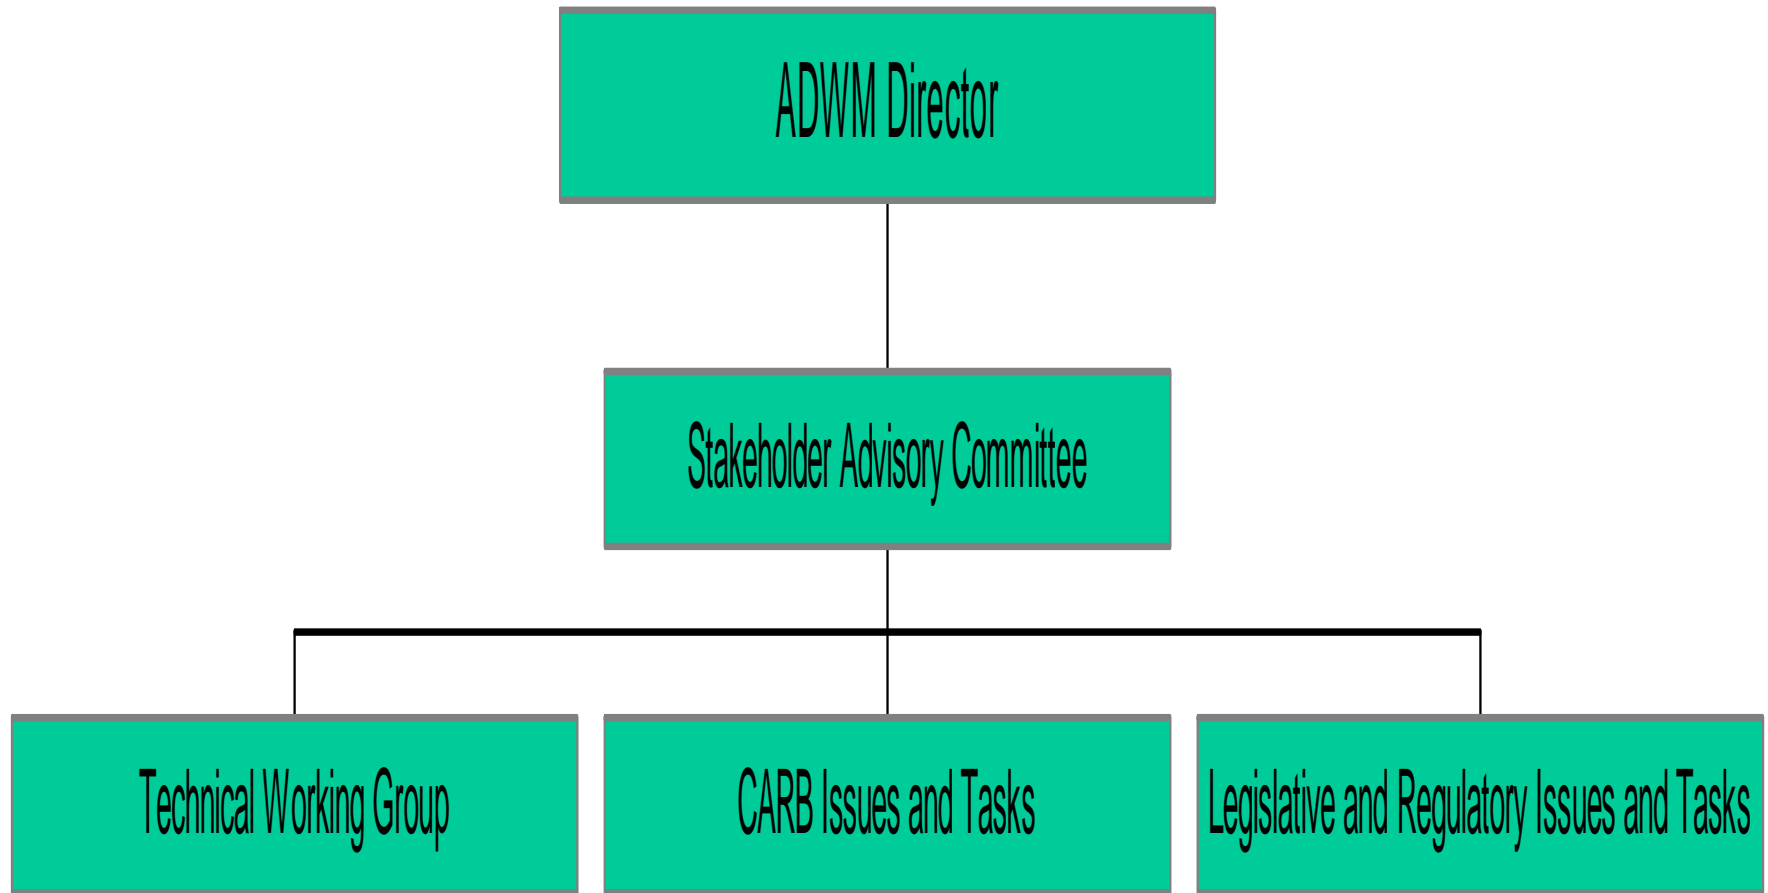 ADWM Director
Stakeholder Advisory Committee
Technical Working Group
CARB Issues and Tasks
Legislative and Regulatory Issues and Tasks